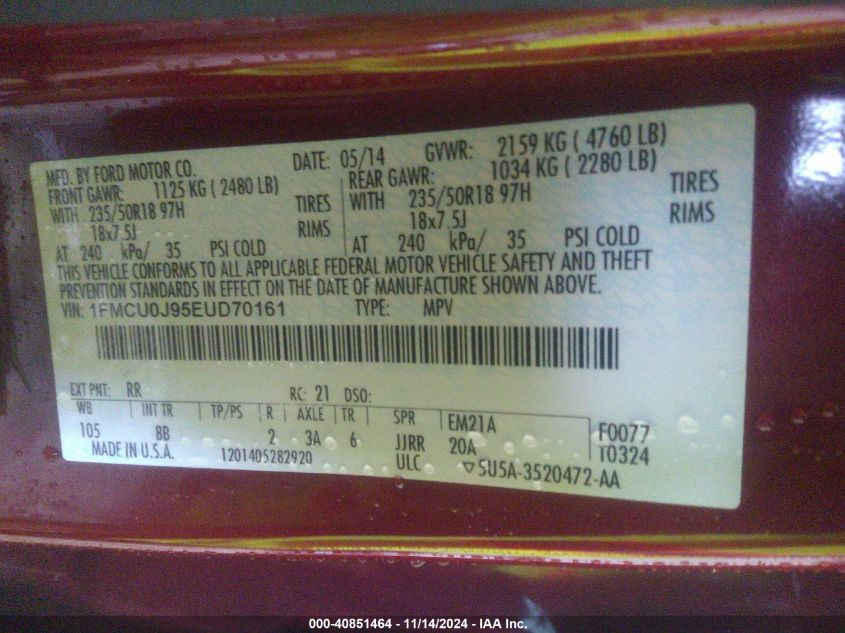 MFD. BY FORD MOTOR CO. DATE: 05/14 GVWR: 2159 KG ( 4760 LB)
FRONT GAWR: 1125 KG ( 2480 LB) REAR GAWR: 1034 KG ( 2280 LB)
WITH 235/50R18 97H TIRES WITH 235/50R18 97H TIRES
18x7.5J RIMS 18x7.5J RIMS
AT 240 kPa/ 35 PSI COLD AT 240 kPa/ 35 PSI COLD
THIS VEHICLE CONFORMS TO ALL APPLICABLE FEDERAL MOTOR VEHICLE SAFETY AND THEFT
PREVENTION STANDARDS IN EFFECT ON THE DATE OF MANUFACTURE SHOWN ABOVE.
VIN: 1FMCU0J95EUD70161 TYPE: MPV
EXT PNT: RR RC: 21 DSO:
WB INT TR TP/PS R AXLE TR SPR EM21A F0077
105 8B 2 3A 6 JJRR 20A T0324
MADE IN U.S.A. 1201405282920 ULC ▽5U5A-3520472-AA
000-40851464 - 11/14/2024 - IAA Inc.